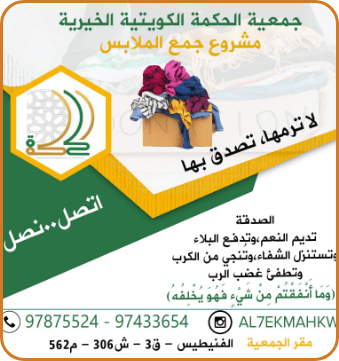 جمعية الحكمة الكويتية الخيرية
مشروع جمع الملابس
لا ترمها، تصدق بها
اتصل..نصل
الصدقة
تديم النعم،وتدفع البلاء
وتستنزل الشفاء،وتنجي من الكرب
وتطفئ غضب الرب
(وَمَا أَنْفَقْتُمْ مِنْ شَيْءٍ فَهُوَ يُخْلِفُهُ)
97875524 - 97433654
AL7EKMAHKW
مقر الجمعية الفنيطيس - ق3 - ش306 - م562